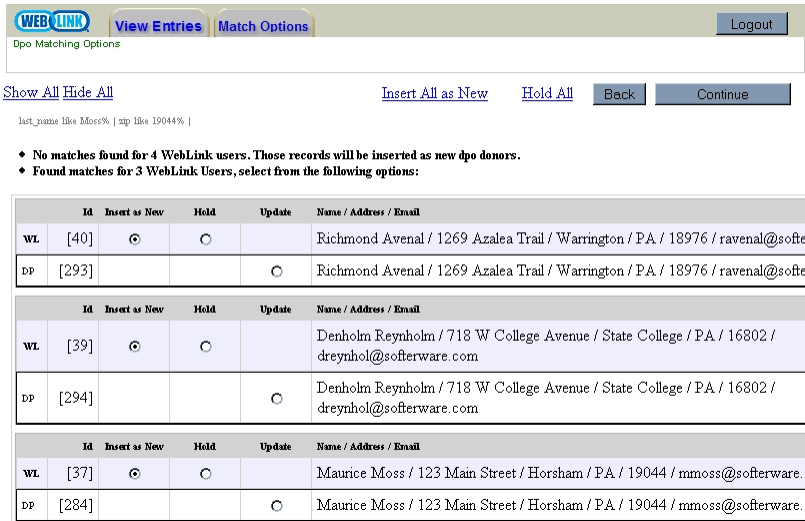 WEB LINK View Entries Match Options Logout
Dpo Matching Options
Show All Hide All Insert All as New Hold All Back Continue
last_name like Moss% | zip like 19044% |
No matches found for 4 WebLink users. Those records will be inserted as new dpo donors.
Found matches for 3 WebLink Users, select from the following options:
Id Insert as New Hold Update Name / Address / Email
WL [40] Richmond Avenal / 1269 Azalea Trail / Warrington / PA / 18976 / ravenal@softe
DP [293] Richmond Avenal / 1269 Azalea Trail / Warrington / PA / 18976 / ravenal@softe
Id Insert as New Hold Update Name / Address / Email
WL [39] Denholm Reynholm / 718 W College Avenue / State College / PA / 16802 /
dreynhol@softerware.com
DP [294] Denholm Reynholm / 718 W College Avenue / State College / PA / 16802 /
dreynhol@softerware.com
Id Insert as New Hold Update Name / Address / Email
WL [37] Maurice Moss / 123 Main Street / Horsham / PA / 19044 / mmoss@softerware.
DP [284] Maurice Moss / 123 Main Street / Horsham / PA / 19044 / mmoss@softerware.